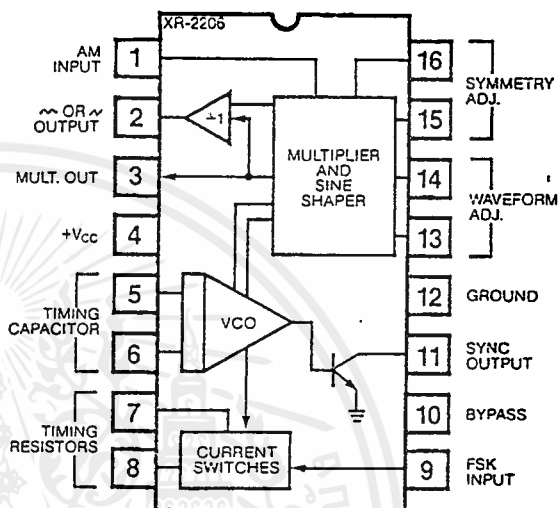 XR-2206
AM
INPUT
1
~ OR ~
OUTPUT
2
MULT. OUT
3
+Vcc
4
TIMING
CAPACITOR
5
6
TIMING
RESISTORS
7
8
+1
MULTIPLIER
AND
SINE
SHAPER
VCO
CURRENT
SWITCHES
16
SYMMETRY
ADJ.
15
14
WAVEFORM
ADJ.
13
12
GROUND
11
SYNC
OUTPUT
10
BYPASS
9
FSK
INPUT